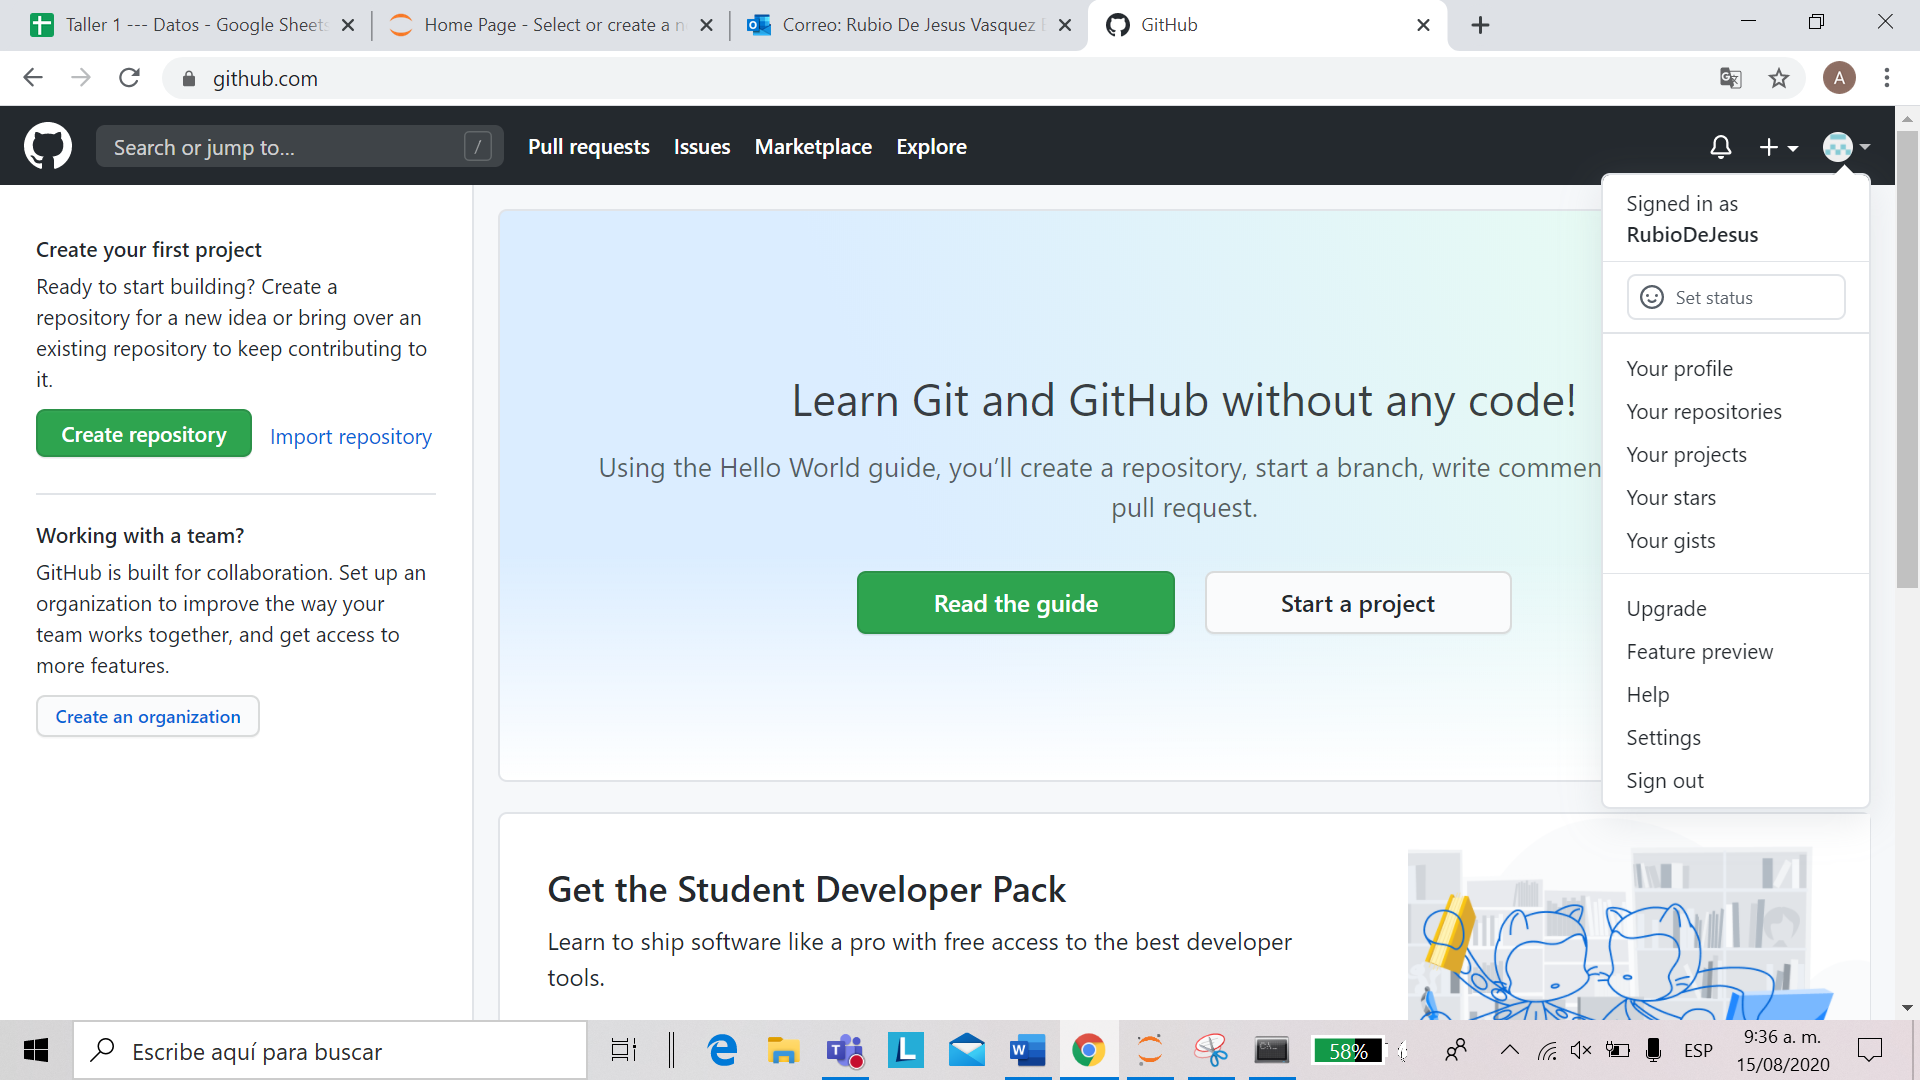 Taller 1 --- Datos - Google Sheets
Home Page - Select or create a n
Correo: Rubio De Jesus Vasquez
GitHub
github.com
A
Search or jump to...
/
Pull requests
Issues
Marketplace
Explore
Signed in as
RubioDeJesus
Set status
Your profile
Your repositories
Your projects
Your stars
Your gists
Upgrade
Feature preview
Help
Settings
Sign out
Create your first project
Ready to start building? Create a
repository for a new idea or bring over an
existing repository to keep contributing to
it.
Create repository
Import repository
Working with a team?
GitHub is built for collaboration. Set up an
organization to improve the way your
team works together, and get access to
more features.
Create an organization
Learn Git and GitHub without any code!
Using the Hello World guide, you’ll create a repository, start a branch, write commen
pull request.
Read the guide
Start a project
Get the Student Developer Pack
Learn to ship software like a pro with free access to the best developer
tools.
Escribe aquí para buscar
58%
ESP
9:36 a. m.
15/08/2020